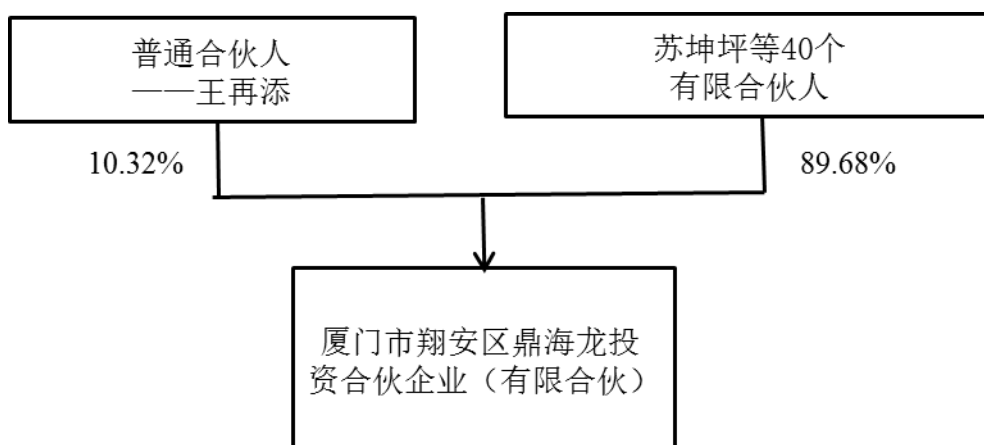 普通合伙人
——王再添
苏坤坪等40个
有限合伙人
10.32%
89.68%
厦门市翔安区鼎海龙投
资合伙企业（有限合伙）